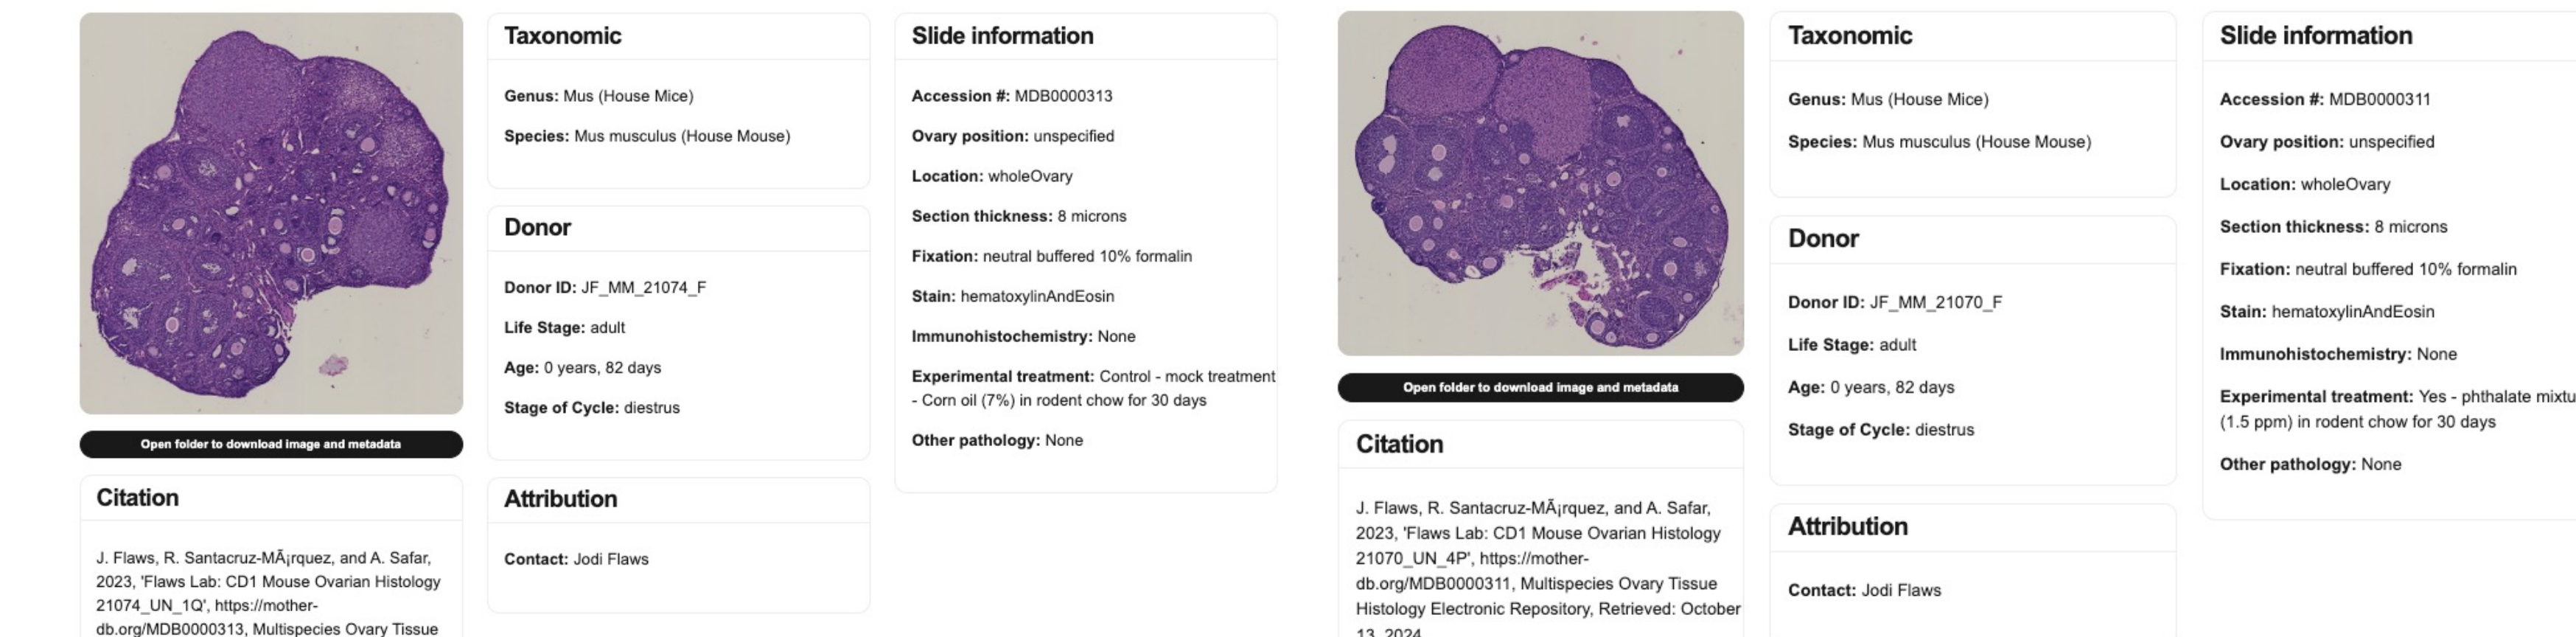 Open folder to download image and metadata
Citation
J. Flaws, R. Santacruz-MÃ¡rquez, and A. Safar,
2023, 'Flaws Lab: CD1 Mouse Ovarian Histology
21074_UN_1Q', https://mother-
db.org/MDB0000313, Multispecies Ovary Tissue
Taxonomic
Genus: Mus (House Mice)
Species: Mus musculus (House Mouse)
Donor
Donor ID: JF_MM_21074_F
Life Stage: adult
Age: 0 years, 82 days
Stage of Cycle: diestrus
Attribution
Contact: Jodi Flaws
Slide information
Accession #: MDB0000313
Ovary position: unspecified
Location: wholeOvary
Section thickness: 8 microns
Fixation: neutral buffered 10% formalin
Stain: hematoxylinAndEosin
Immunohistochemistry: None
Experimental treatment: Control - mock treatment
- Corn oil (7%) in rodent chow for 30 days
Other pathology: None
Open folder to download image and metadata
Citation
J. Flaws, R. Santacruz-MÃ¡rquez, and A. Safar,
2023, 'Flaws Lab: CD1 Mouse Ovarian Histology
21070_UN_4P', https://mother-
db.org/MDB0000311, Multispecies Ovary Tissue
Histology Electronic Repository, Retrieved: October
13, 2024
Taxonomic
Genus: Mus (House Mice)
Species: Mus musculus (House Mouse)
Donor
Donor ID: JF_MM_21070_F
Life Stage: adult
Age: 0 years, 82 days
Stage of Cycle: diestrus
Attribution
Contact: Jodi Flaws
Slide information
Accession #: MDB0000311
Ovary position: unspecified
Location: wholeOvary
Section thickness: 8 microns
Fixation: neutral buffered 10% formalin
Stain: hematoxylinAndEosin
Immunohistochemistry: None
Experimental treatment: Yes - phthalate mixtu
(1.5 ppm) in rodent chow for 30 days
Other pathology: None